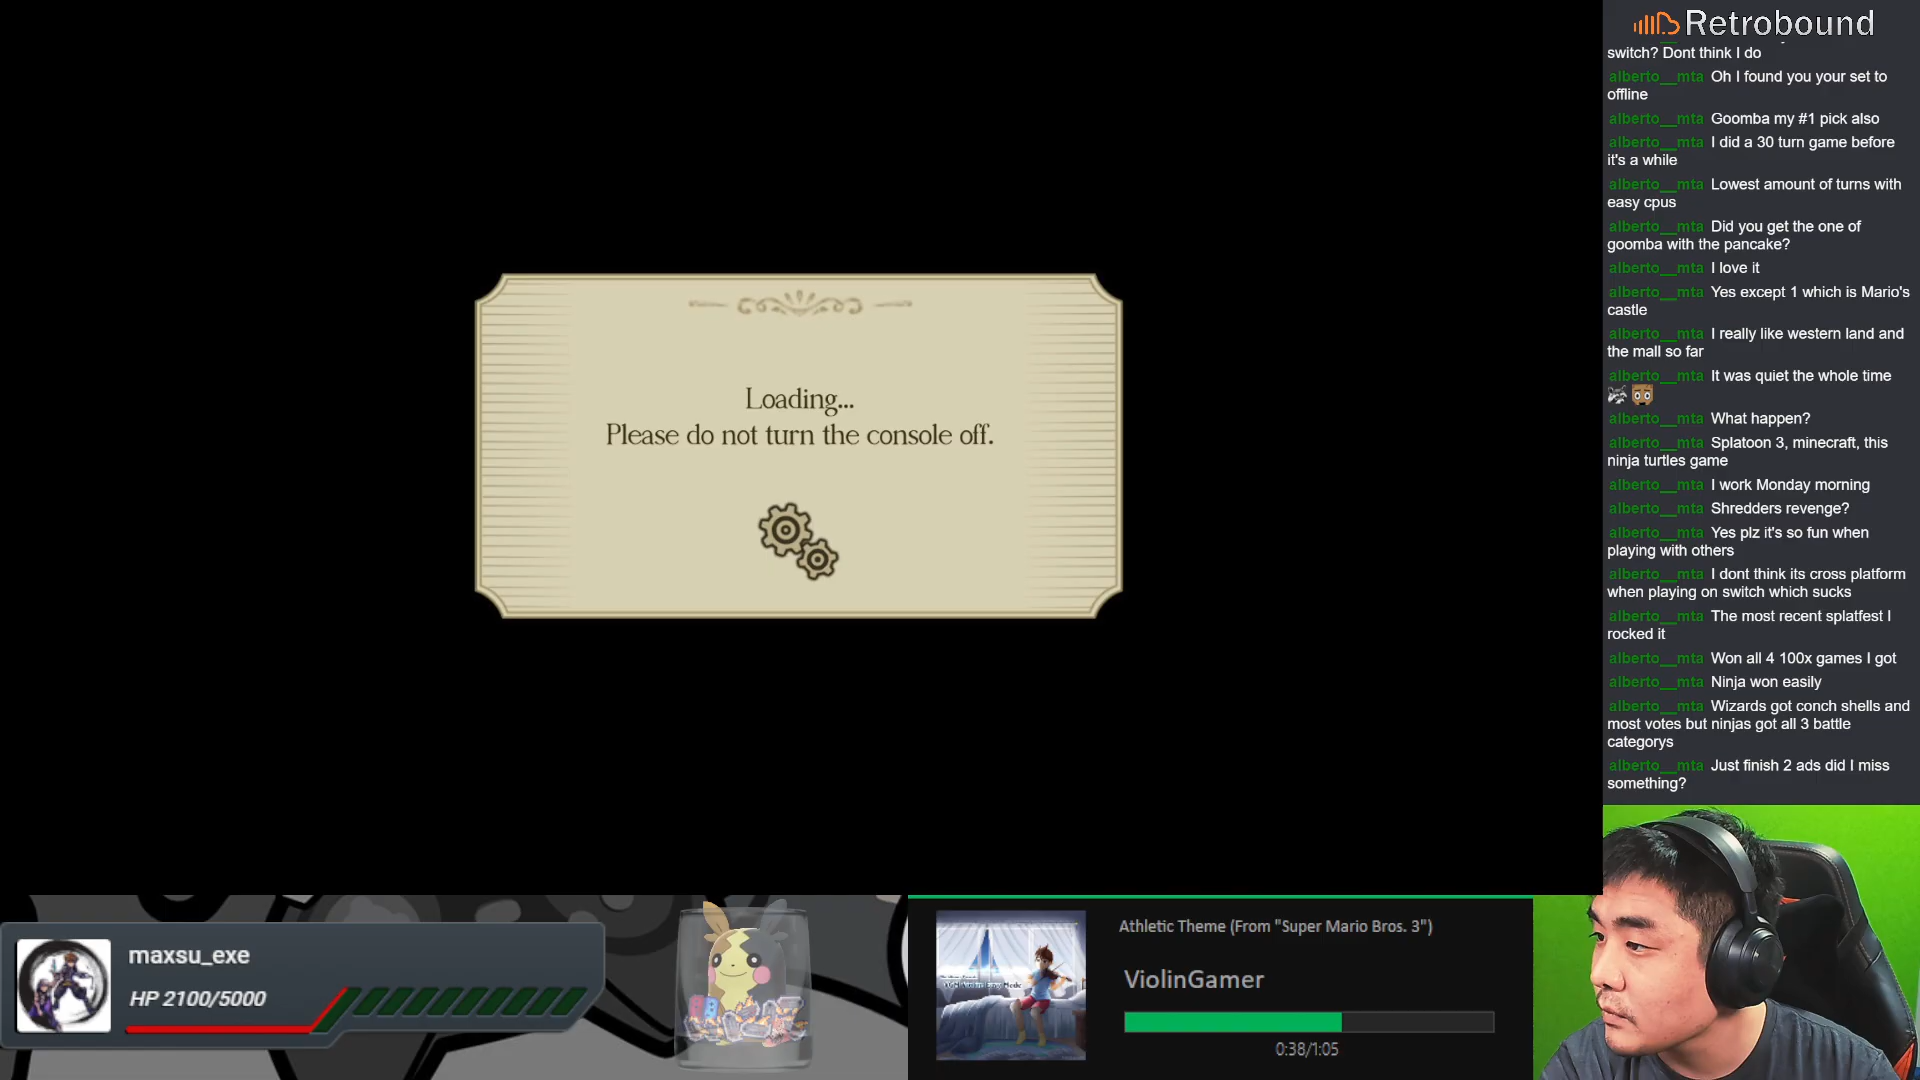 Retrobound
switch? Dont think I do
alberto__mta Oh I found you your set to
offline
alberto__mta Goomba my #1 pick also
alberto__mta I did a 30 turn game before
it's a while
alberto__mta Lowest amount of turns with
easy cpus
alberto__mta Did you get the one of
goomba with the pancake?
alberto__mta I love it
alberto__mta Yes except 1 which is Mario's
castle
alberto__mta I really like western land and
the mall so far
alberto__mta It was quiet the whole time
alberto__mta What happen?
alberto__mta Splatoon 3, minecraft, this
ninja turtles game
alberto__mta I work Monday morning
alberto__mta Shredders revenge?
alberto__mta Yes plz it's so fun when
playing with others
alberto__mta I dont think its cross platform
when playing on switch which sucks
alberto__mta The most recent splatfest I
rocked it
alberto__mta Won all 4 100x games I got
alberto__mta Ninja won easily
alberto__mta Wizards got conch shells and
most votes but ninjas got all 3 battle
categorys
alberto__mta Just finish 2 ads did I miss
something?
Loading...
Please do not turn the console off.
maxsu_exe
HP 2100/5000
Athletic Theme (From "Super Mario Bros. 3")
ViolinGamer
0:38/1:05